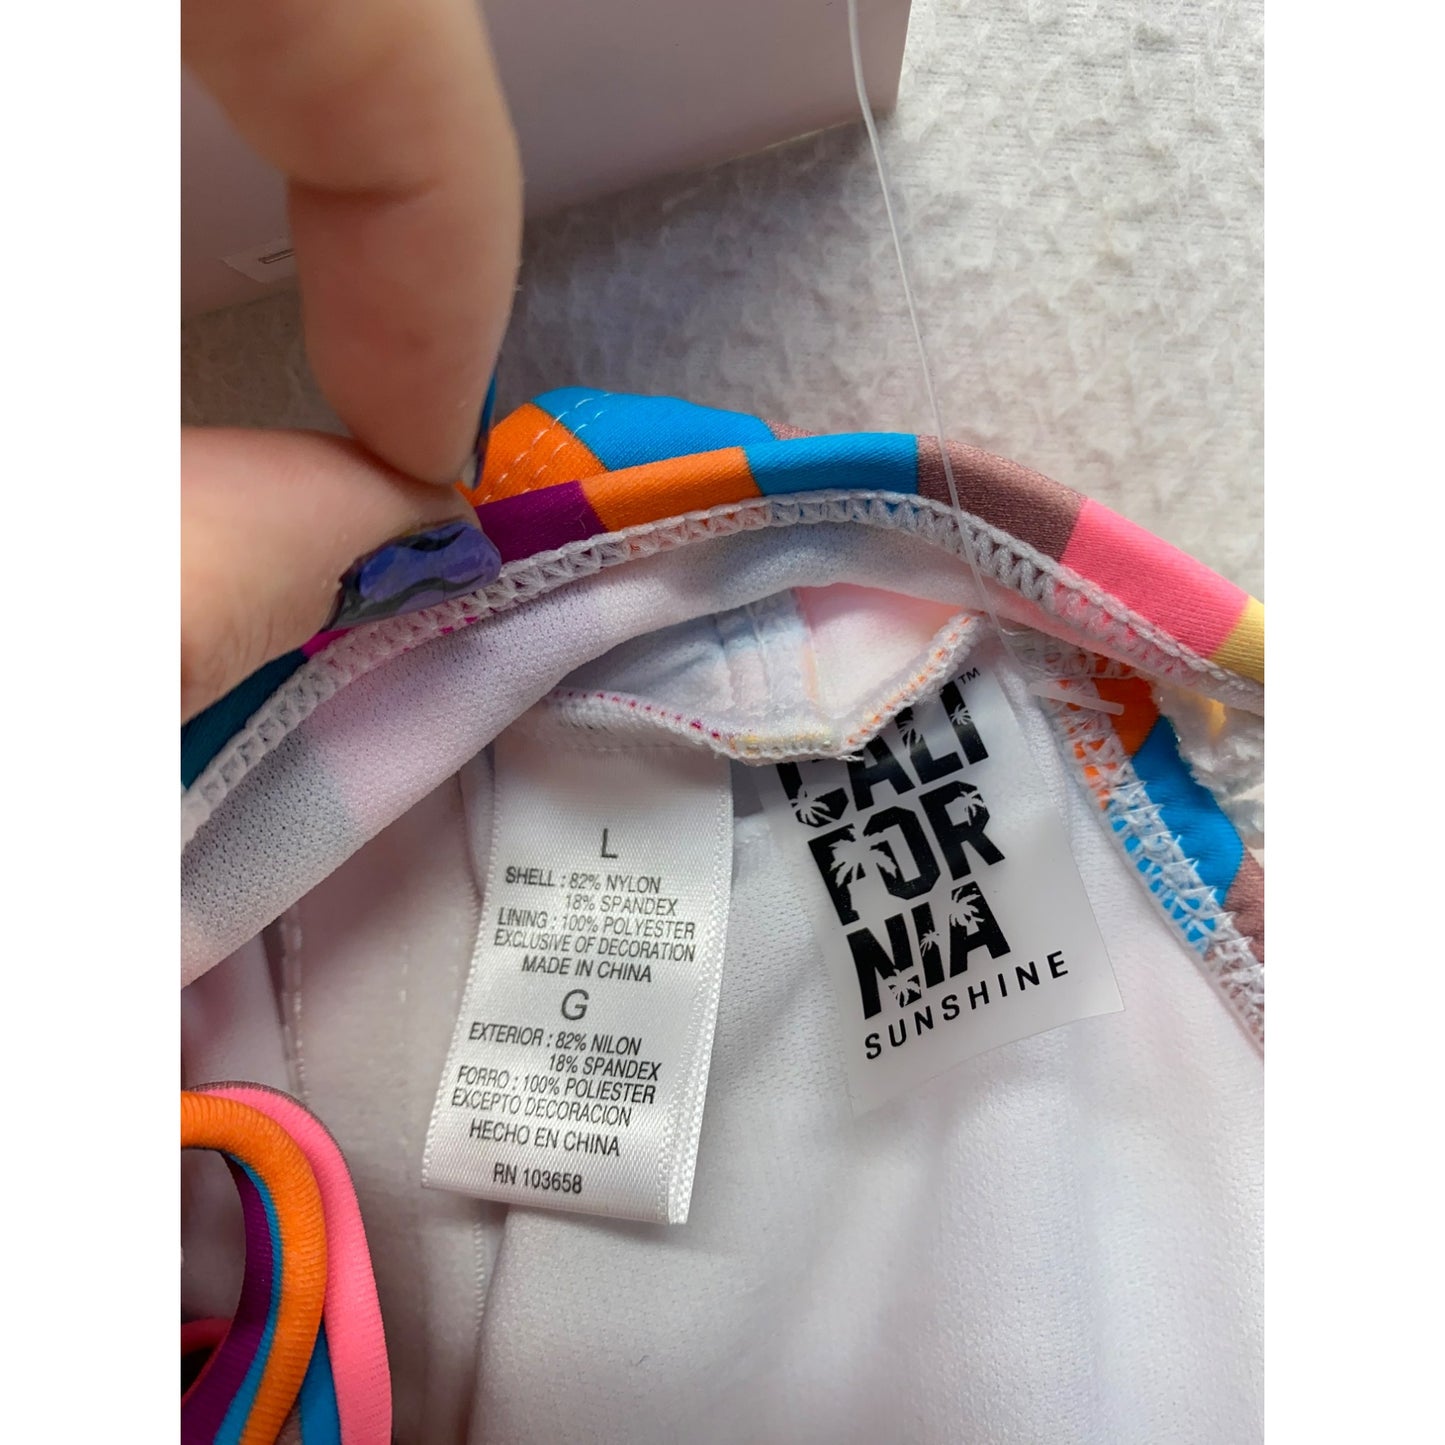 L
SHELL : 82% NYLON
18% SPANDEX
LINING : 100% POLYESTER
EXCLUSIVE OF DECORATION
MADE IN CHINA
G
EXTERIOR : 82% NILON
18% SPANDEX
FORRO : 100% POLIESTER
EXCEPTO DECORACION
HECHO EN CHINA
RN 103658
CALI™
FOR
NIA
SUNSHINE